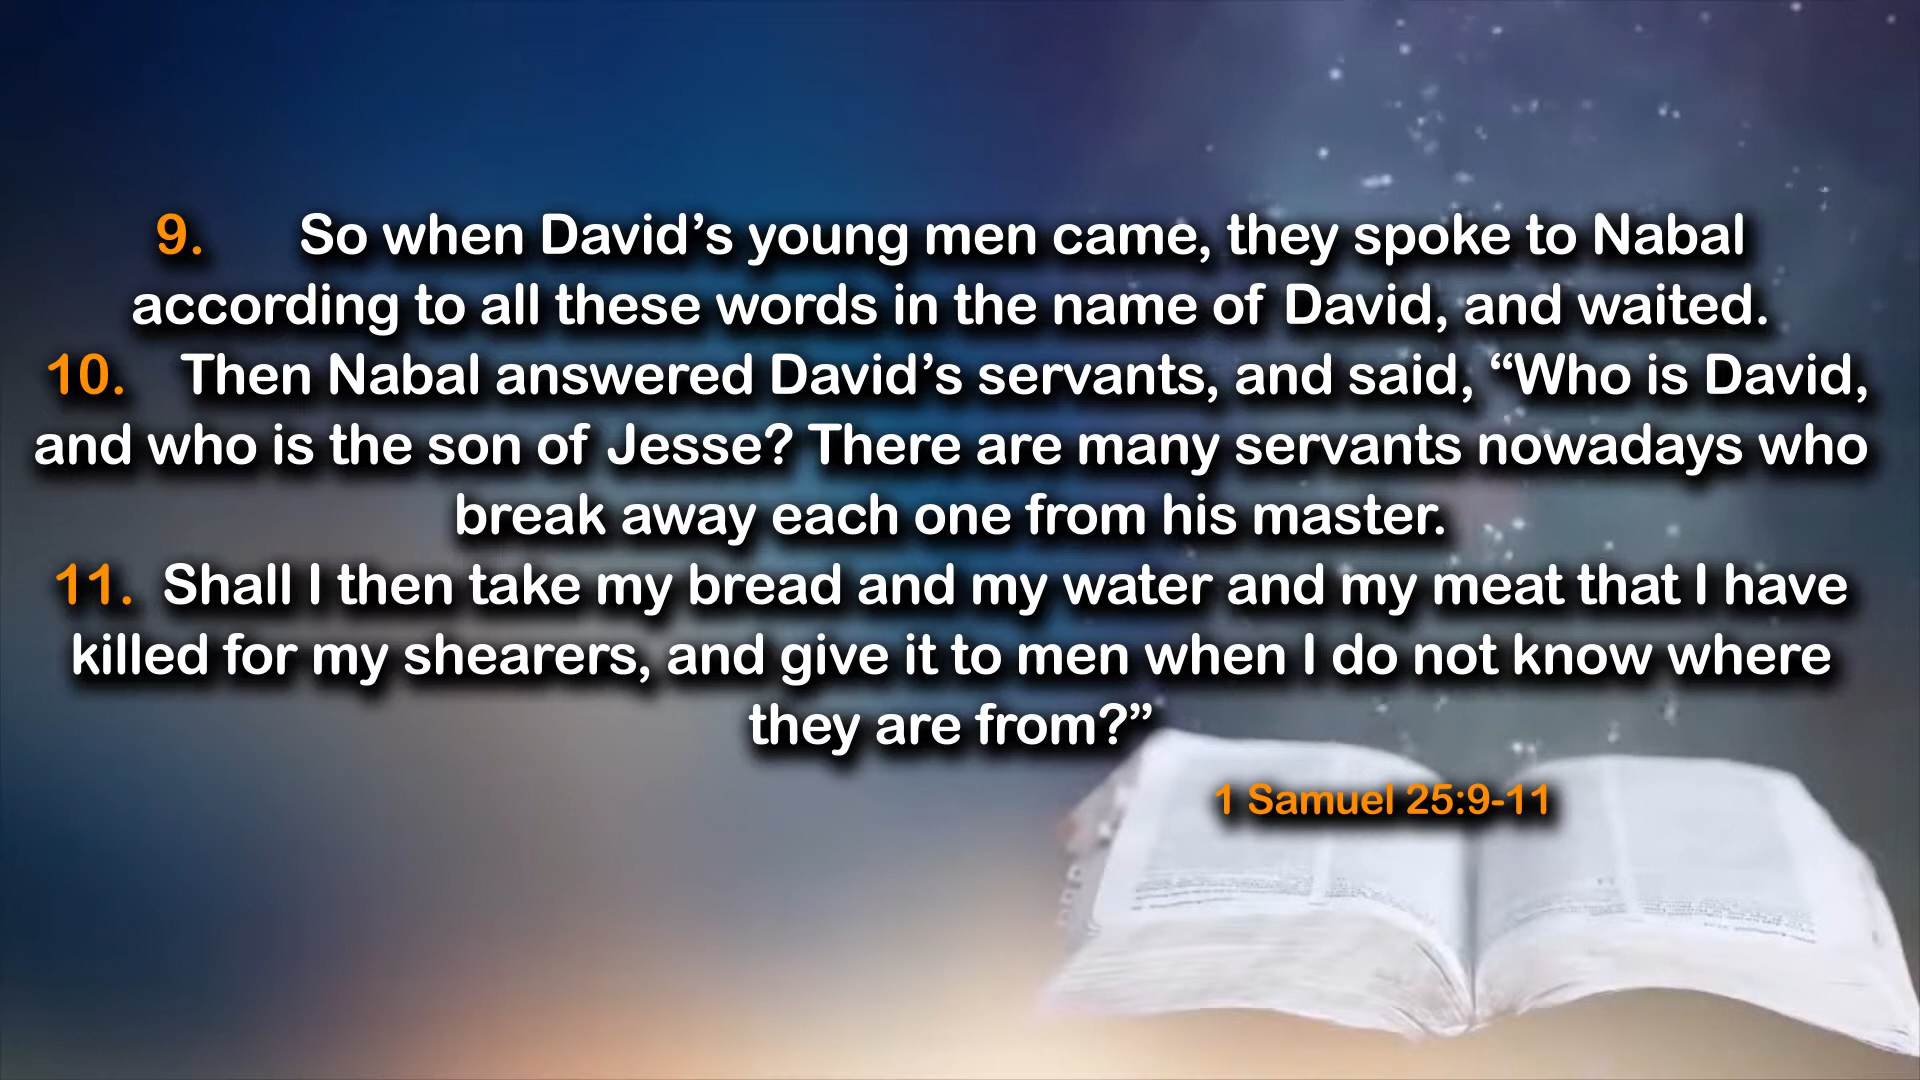 9. So when David’s young men came, they spoke to Nabal
according to all these words in the name of David, and waited.
10. Then Nabal answered David’s servants, and said, “Who is David,
and who is the son of Jesse? There are many servants nowadays who
break away each one from his master.
11. Shall I then take my bread and my water and my meat that I have
killed for my shearers, and give it to men when I do not know where
they are from?”
1 Samuel 25:9-11